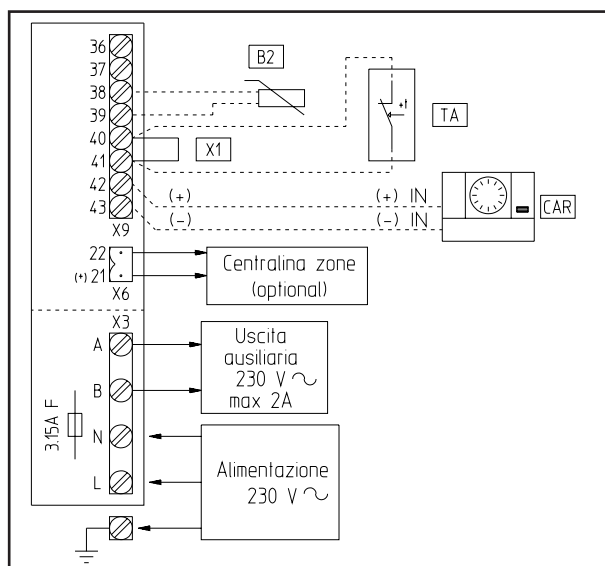 36
37
38
39
40
41
42
43
X9
B2
X1
+t
TA
(+)
(+) IN
(-)
(-) IN
CAR
22
(+) 21
X6
Centralina zone
(optional)
X3
A
B
N
L
3.15A F
Uscita
ausiliaria
230 V ~
max 2A
Alimentazione
230 V ~